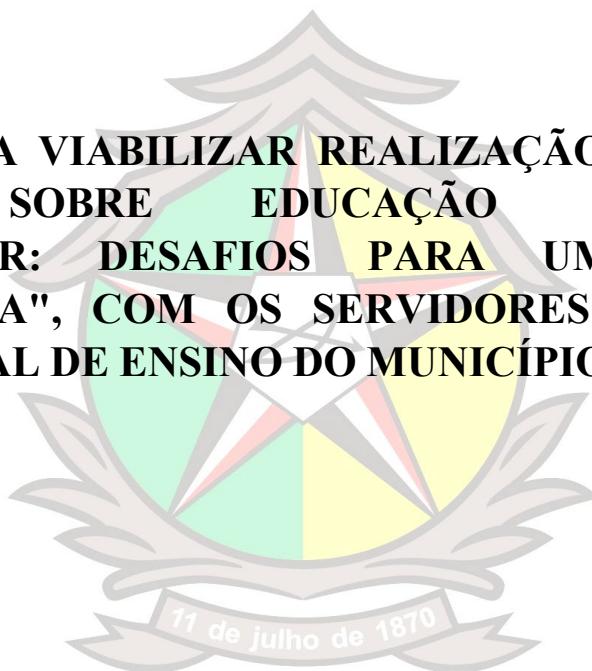 A VIABILIZAR REALIZAÇÃO
SOBRE EDUCAÇÃO
R: DESAFIOS PARA UM
A", COM OS SERVIDORES
AL DE ENSINO DO MUNICÍPIO
11 de julho de 1870